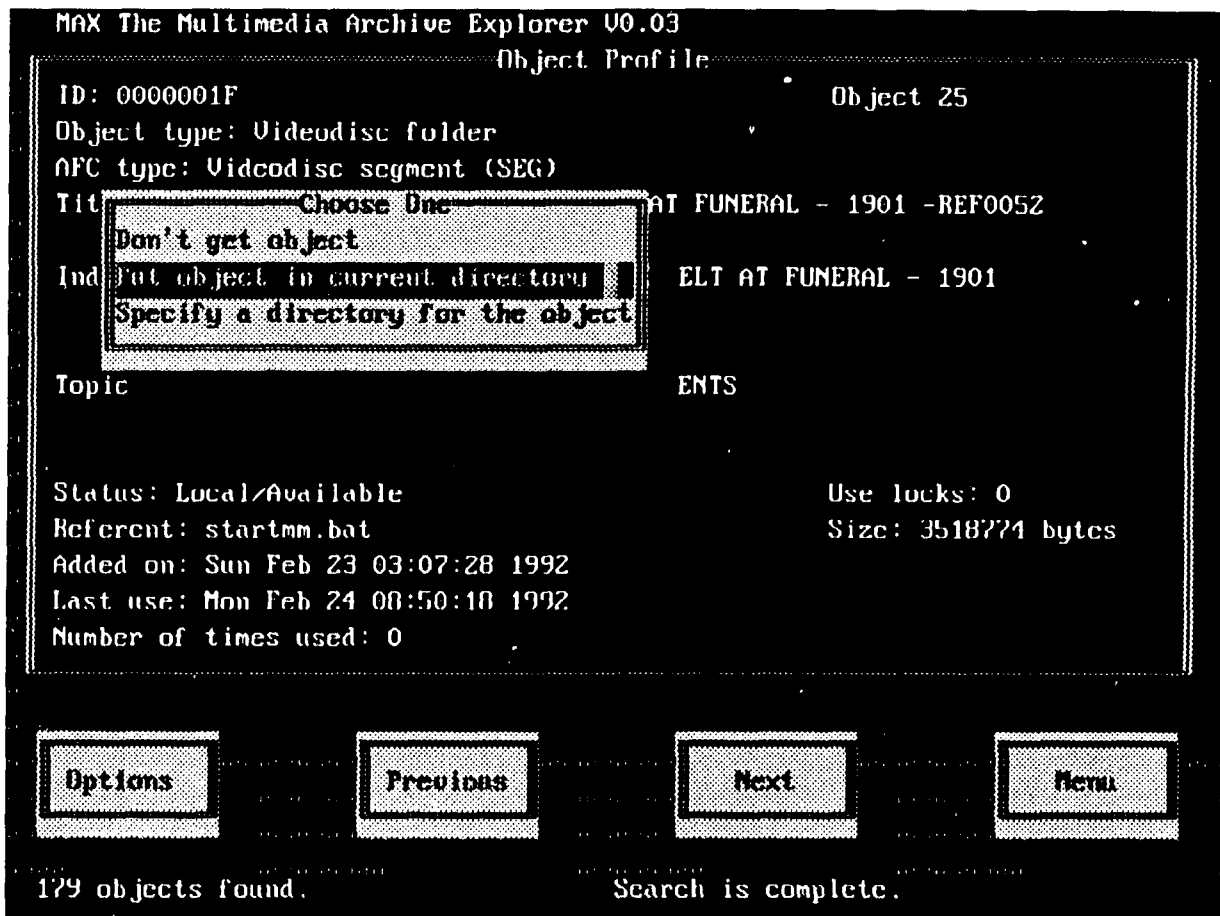 MAX The Multimedia Archive Explorer V0.03
Object Profile
ID: 0000001F Object 25
Object type: Videodisc folder
AFC type: Videodisc segment (SEG)
Tit AT FUNERAL - 1901 -REF0052
Choose One
Don't get object
Ind ELT AT FUNERAL - 1901
Put object in current directory
Specify a directory for the object
Topic ENTS
Status: Local/Available Use locks: 0
Referent: startmm.bat Size: 3518774 bytes
Added on: Sun Feb 23 03:07:28 1992
Last use: Mon Feb 24 08:50:18 1992
Number of times used: 0
Options Previous Next Menu
179 objects found. Search is complete.